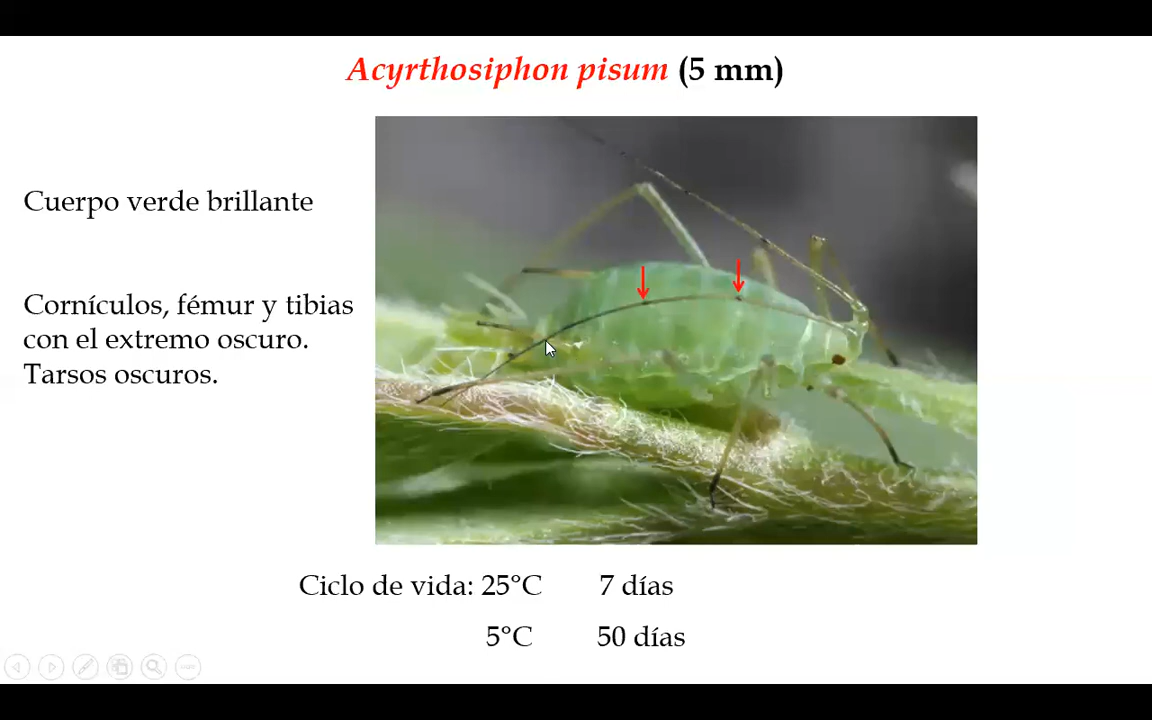 Acyrthosiphon pisum (5 mm)
Cuerpo verde brillante
Cornículos, fémur y tibias
con el extremo oscuro.
Tarsos oscuros.
Ciclo de vida: 25°C 7 días
5°C 50 días